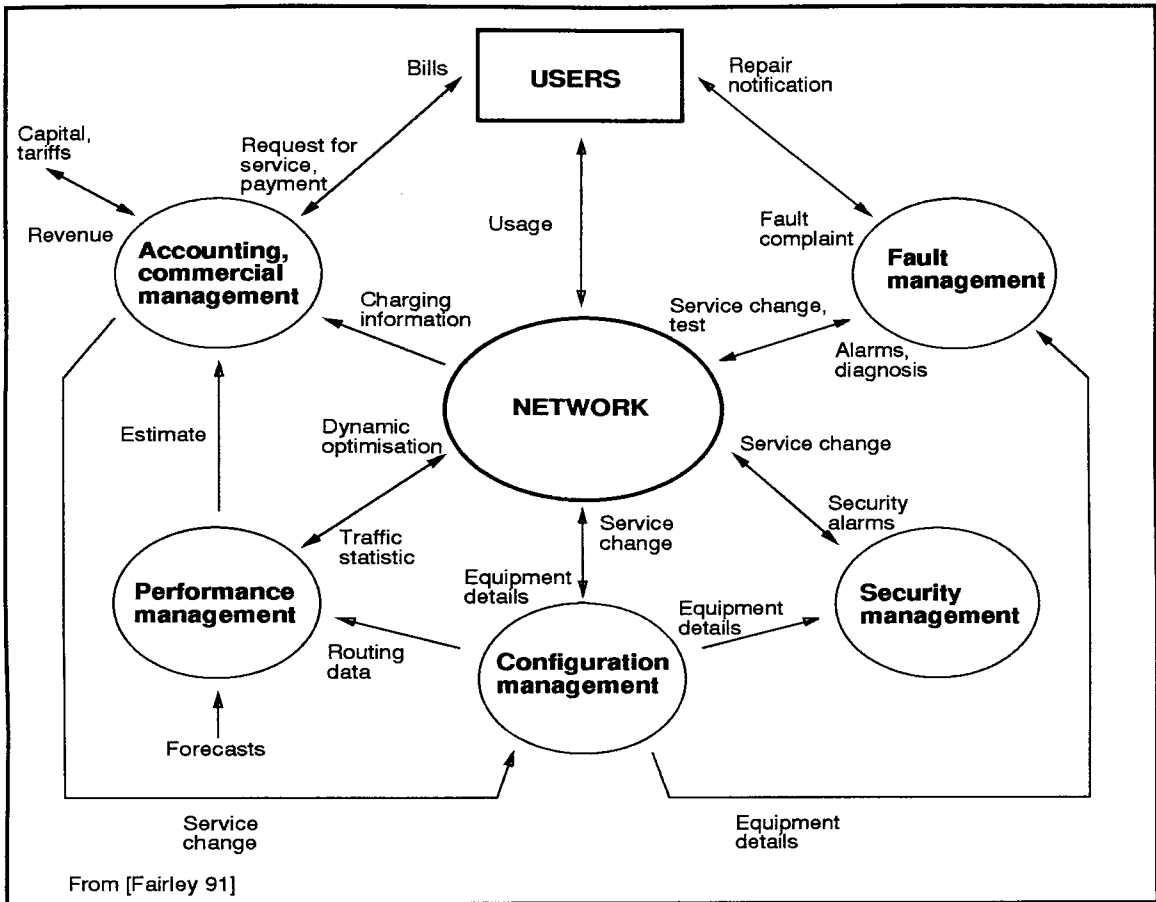 Bills
USERS
Repair
notification
Capital,
tariffs
Request for
service,
payment
Revenue
Usage
Fault
complaint
Accounting,
commercial
management
Fault
management
Charging
information
Service change,
test
Alarms,
diagnosis
NETWORK
Estimate
Dynamic
optimisation
Service change
Security
alarms
Traffic
statistic
Service
change
Equipment
details
Performance
management
Security
management
Equipment
details
Routing
data
Configuration
management
Forecasts
Service
change
Equipment
details
From [Fairley 91]